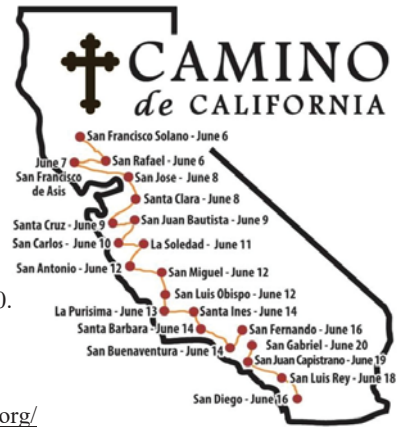 CAMINO
de CALIFORNIA
San Francisco Solano - June 6
June 7
San Rafael - June 6
San Francisco
de Asis
San Jose - June 8
Santa Clara - June 8
Santa Cruz - June 9
San Juan Bautista - June 9
San Carlos - June 10
La Soledad - June 11
San Antonio - June 12
San Miguel - June 12
0.
San Luis Obispo - June 12
La Purisima - June 13
Santa Ines - June 14
Santa Barbara - June 14
San Fernando - June 16
San Gabriel - June 20
San Buenaventura - June 14
San Juan Capistrano - June 19
San Luis Rey - June 18
San Diego - June 16
org/